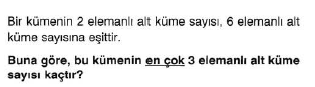 Bir kümenin 2 elemanlı alt küme sayısı, 6 elemanlı alt
küme sayısına eşittir.
Buna göre, bu kümenin en çok 3 elemanlı alt küme
sayısı kaçtır?